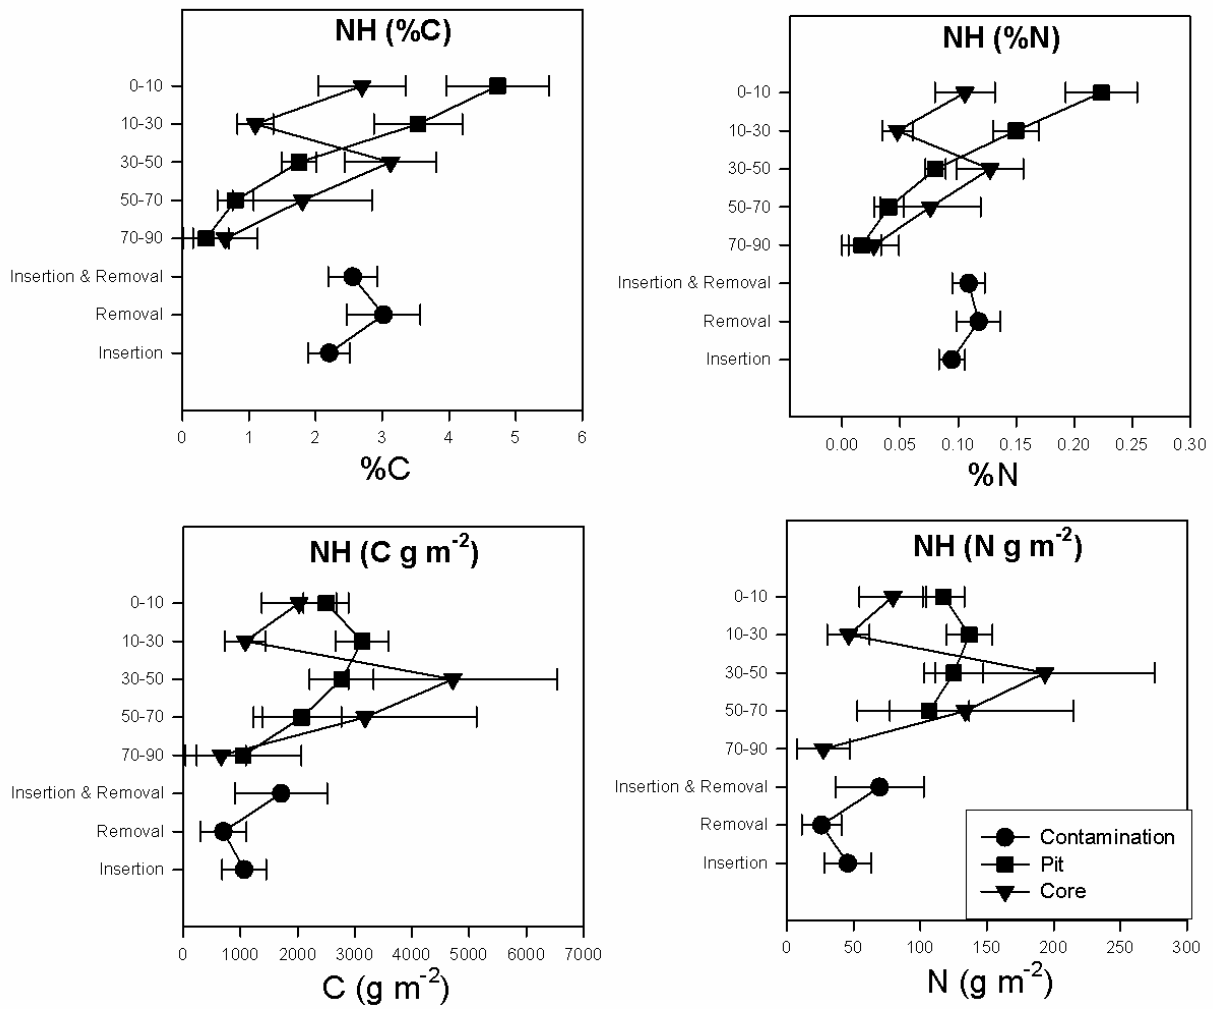 NH (%C)
0-10
10-30
30-50
50-70
70-90
Insertion & Removal
Removal
Insertion
0 1 2 3 4 5 6
%C
NH (%N)
0-10
10-30
30-50
50-70
70-90
Insertion & Removal
Removal
Insertion
0.00 0.05 0.10 0.15 0.20 0.25 0.30
%N
NH (C g m-2)
0-10
10-30
30-50
50-70
70-90
Insertion & Removal
Removal
Insertion
0 1000 2000 3000 4000 5000 6000 7000
C (g m-2)
NH (N g m-2)
0-10
10-30
30-50
50-70
70-90
Insertion & Removal
Removal
Insertion
Contamination
Pit
Core
0 50 100 150 200 250 300
N (g m-2)